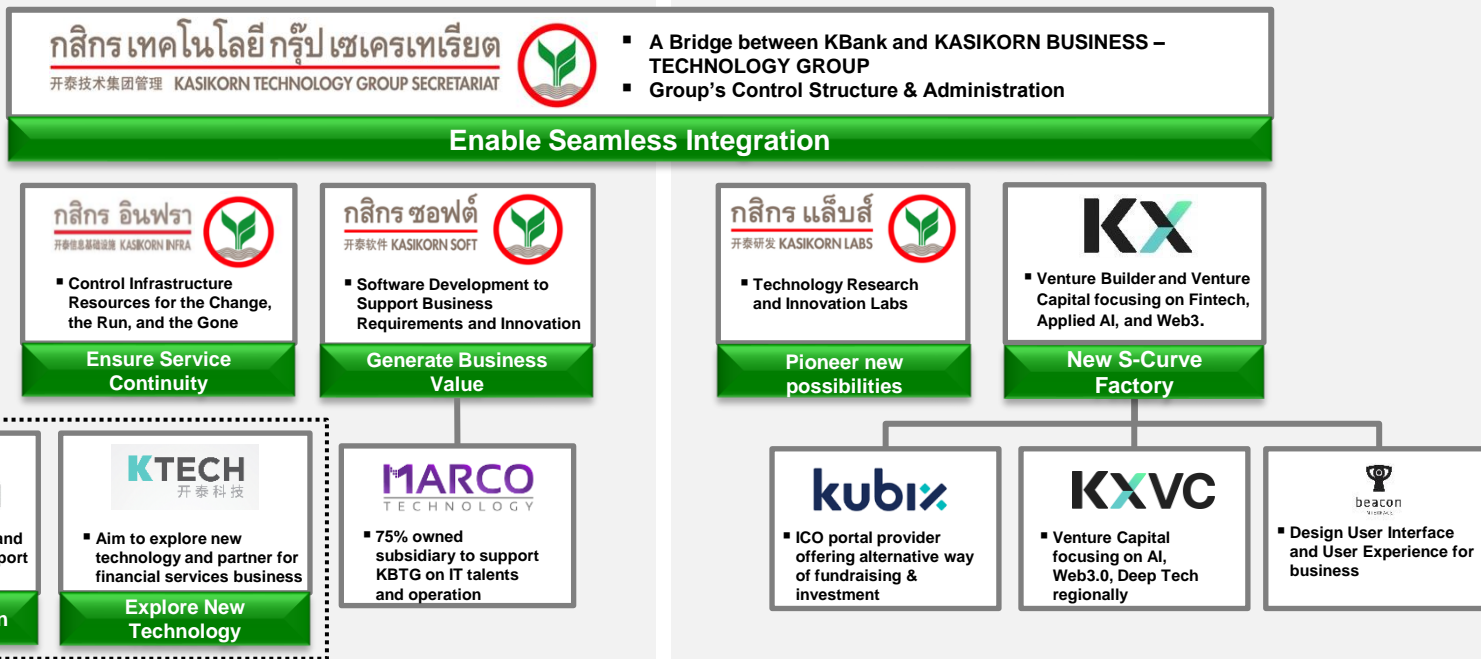 กสิกร เทคโนโลยี กรุ๊ป เซเครเทเรียต
开泰技术集团管理 KASIKORN TECHNOLOGY GROUP SECRETARIAT
▪ A Bridge between KBank and KASIKORN BUSINESS –
TECHNOLOGY GROUP
▪ Group's Control Structure & Administration
Enable Seamless Integration
กสิกร อินฟรา
开泰信息基础设施 KASIKORN INFRA
▪ Control Infrastructure
Resources for the Change,
the Run, and the Gone
Ensure Service
Continuity
กสิกร ซอฟต์
开泰软件 KASIKORN SOFT
▪ Software Development to
Support Business
Requirements and Innovation
Generate Business
Value
กสิกร แล็บส์
开泰研发 KASIKORN LABS
▪ Technology Research
and Innovation Labs
Pioneer new
possibilities
KX
▪ Venture Builder and Venture
Capital focusing on Fintech,
Applied AI, and Web3.
New S-Curve
Factory
and
port
n
KTECH
开泰科技
▪ Aim to explore new
technology and partner for
financial services business
Explore New
Technology
MARCO
TECHNOLOGY
▪ 75% owned
subsidiary to support
KBTG on IT talents
and operation
kubix
▪ ICO portal provider
offering alternative way
of fundraising &
investment
KXVC
▪ Venture Capital
focusing on AI,
Web3.0, Deep Tech
regionally
beacon
▪ Design User Interface
and User Experience for
business